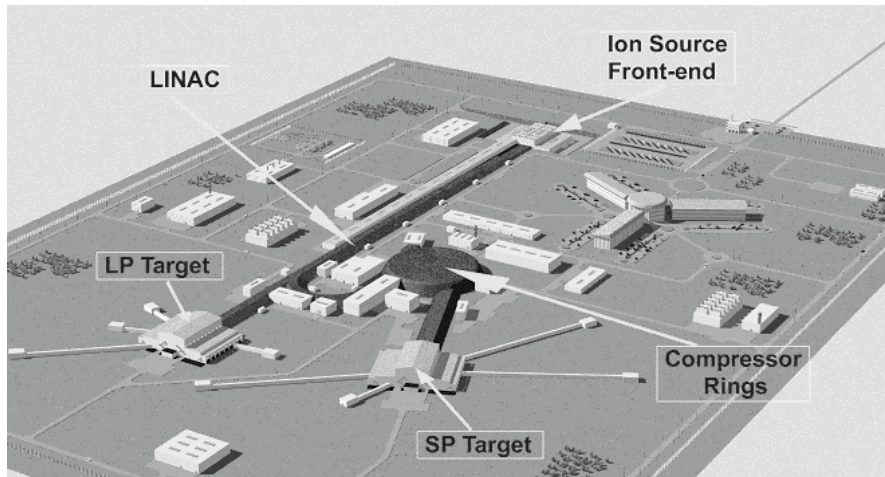 Ion Source
Front-end
LINAC
LP Target
Compressor
Rings
SP Target